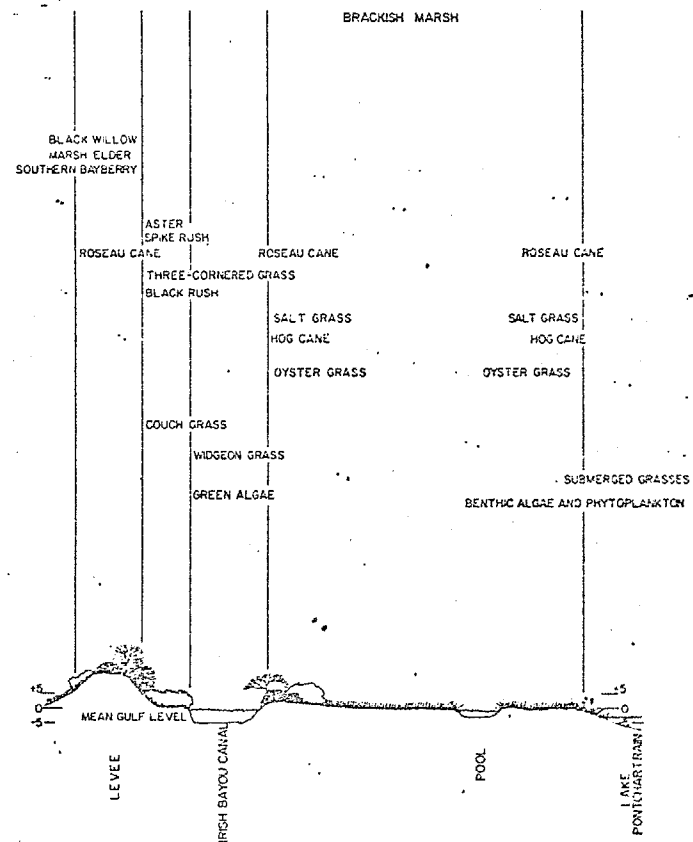 BRACKISH MARSH
BLACK WILLOW
MARSH ELDER
SOUTHERN BAYBERRY
ASTER
SPIKE RUSH
ROSEAU CANE
ROSEAU CANE
ROSEAU CANE
THREE-CORNERED GRASS
BLACK RUSH
SALT GRASS
SALT GRASS
HOG CANE
HOG CANE
OYSTER GRASS
OYSTER GRASS
COUCH GRASS
WIDGEON GRASS
SUBMERGED GRASSES
GREEN ALGAE
BENTHIC ALGAE AND PHYTOPLANKTON
+5
0
-5
MEAN GULF LEVEL
+5
0
-5
LEVEE
IRISH BAYOU CANAL
POOL
LAKE
PONTCHARTRAIN